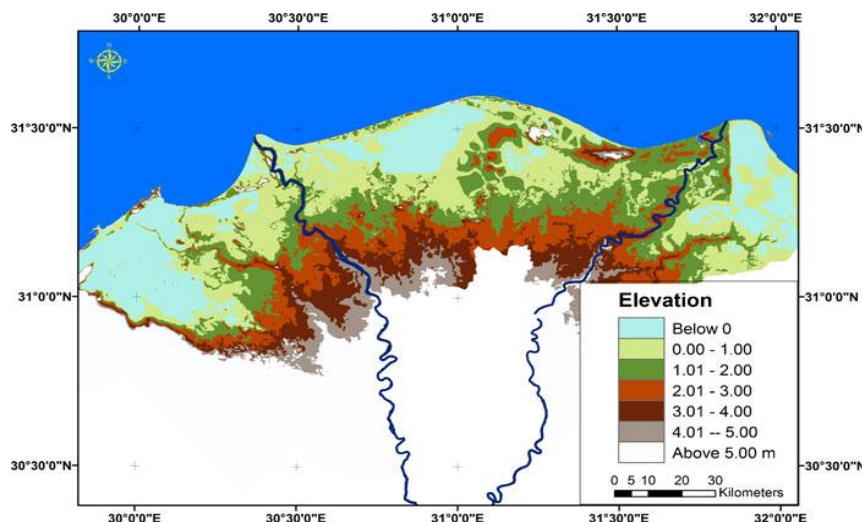 30°0'0"E 30°30'0"E 31°0'0"E 31°30'0"E 32°0'0"E
N
31°30'0"N 31°30'0"N
31°0'0"N 31°0'0"N
Elevation
Below 0
0.00 - 1.00
1.01 - 2.00
2.01 - 3.00
3.01 - 4.00
4.01 -- 5.00
Above 5.00 m
30°30'0"N 30°30'0"N
0 5 10 20 30
Kilometers
30°0'0"E 30°30'0"E 31°0'0"E 31°30'0"E 32°0'0"E